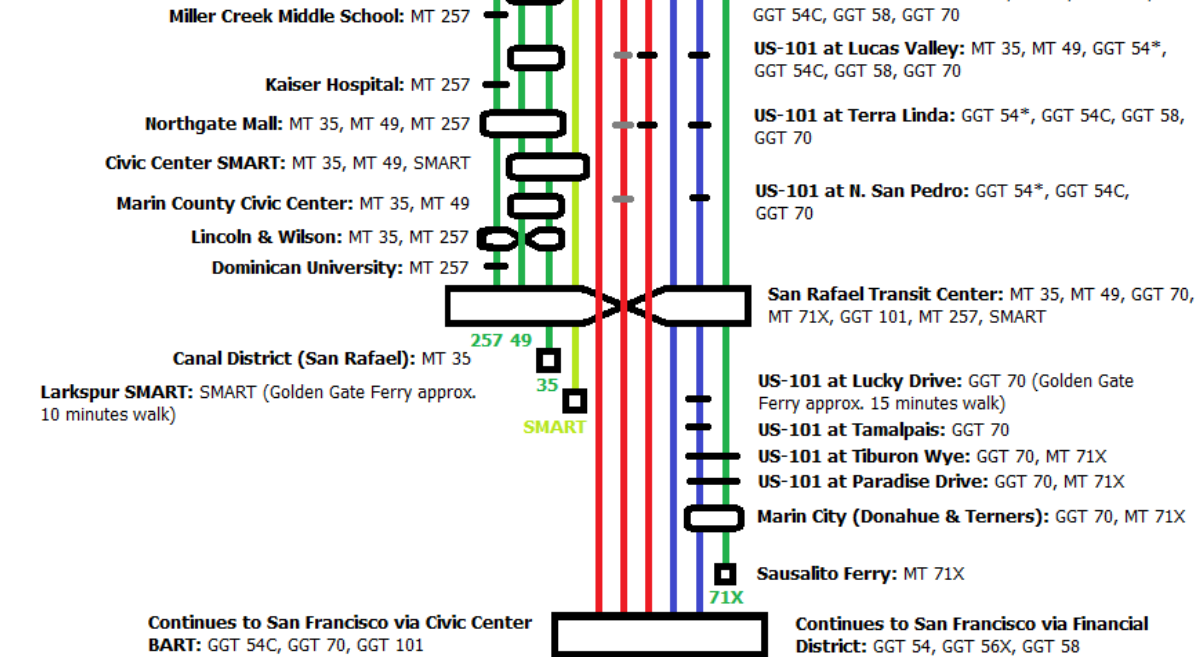 Miller Creek Middle School: MT 257
Kaiser Hospital: MT 257
Northgate Mall: MT 35, MT 49, MT 257
Civic Center SMART: MT 35, MT 49, SMART
Marin County Civic Center: MT 35, MT 49
Lincoln & Wilson: MT 35, MT 257
Dominican University: MT 257
257 49
Canal District (San Rafael): MT 35
35
Larkspur SMART: SMART (Golden Gate Ferry approx.
10 minutes walk)
SMART
GGT 54C, GGT 58, GGT 70
US-101 at Lucas Valley: MT 35, MT 49, GGT 54*,
GGT 54C, GGT 58, GGT 70
US-101 at Terra Linda: GGT 54*, GGT 54C, GGT 58,
GGT 70
US-101 at N. San Pedro: GGT 54*, GGT 54C,
GGT 70
San Rafael Transit Center: MT 35, MT 49, GGT 70,
MT 71X, GGT 101, MT 257, SMART
US-101 at Lucky Drive: GGT 70 (Golden Gate
Ferry approx. 15 minutes walk)
US-101 at Tamalpais: GGT 70
US-101 at Tiburon Wye: GGT 70, MT 71X
US-101 at Paradise Drive: GGT 70, MT 71X
Marin City (Donahue & Terners): GGT 70, MT 71X
Sausalito Ferry: MT 71X
71X
Continues to San Francisco via Civic Center
BART: GGT 54C, GGT 70, GGT 101
Continues to San Francisco via Financial
District: GGT 54, GGT 56X, GGT 58